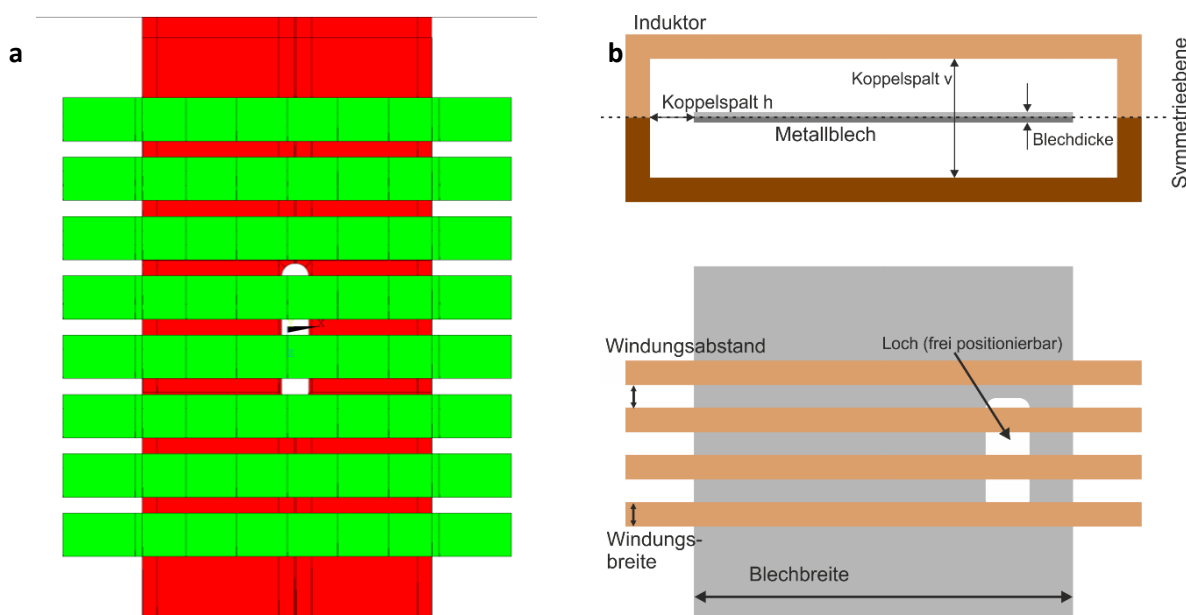 a
b
Induktor
Koppelspalt v
Koppelspalt h
Metallblech
Blechdicke
Symmetrieebene
Windungsabstand
Loch (frei positionierbar)
Windungs-
breite
Blechbreite